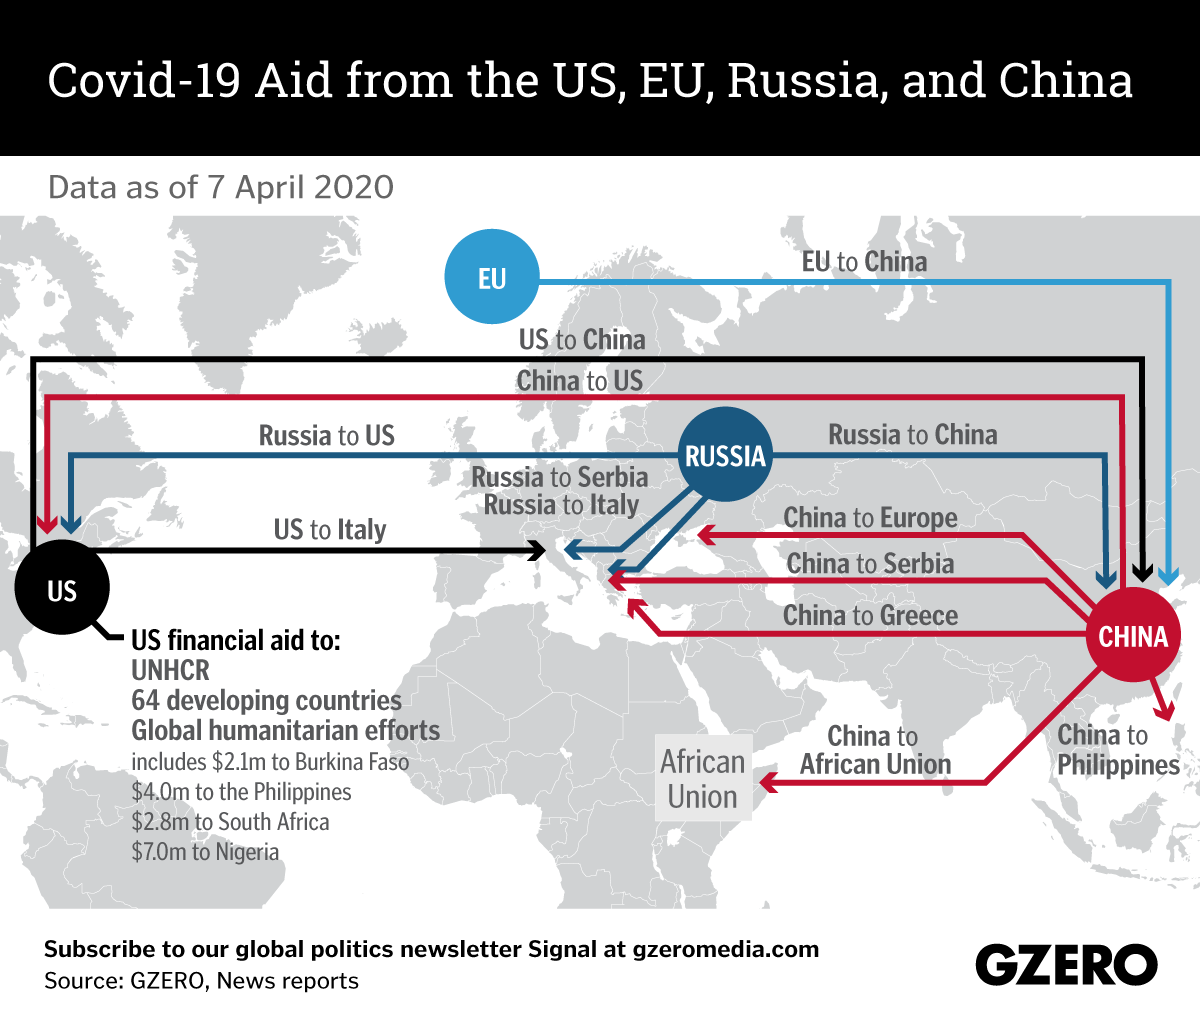 Covid-19 Aid from the US, EU, Russia, and China
Data as of 7 April 2020
EU
EU to China
US to China
China to US
Russia to US
RUSSIA
Russia to China
Russia to Serbia
Russia to Italy
US to Italy
China to Europe
China to Serbia
China to Greece
US
CHINA
US financial aid to:
UNHCR
64 developing countries
Global humanitarian efforts
includes $2.1m to Burkina Faso
$4.0m to the Philippines
$2.8m to South Africa
$7.0m to Nigeria
African
Union
China to
African Union
China to
Philippines
Subscribe to our global politics newsletter Signal at gzeromedia.com
Source: GZERO, News reports
GZERO